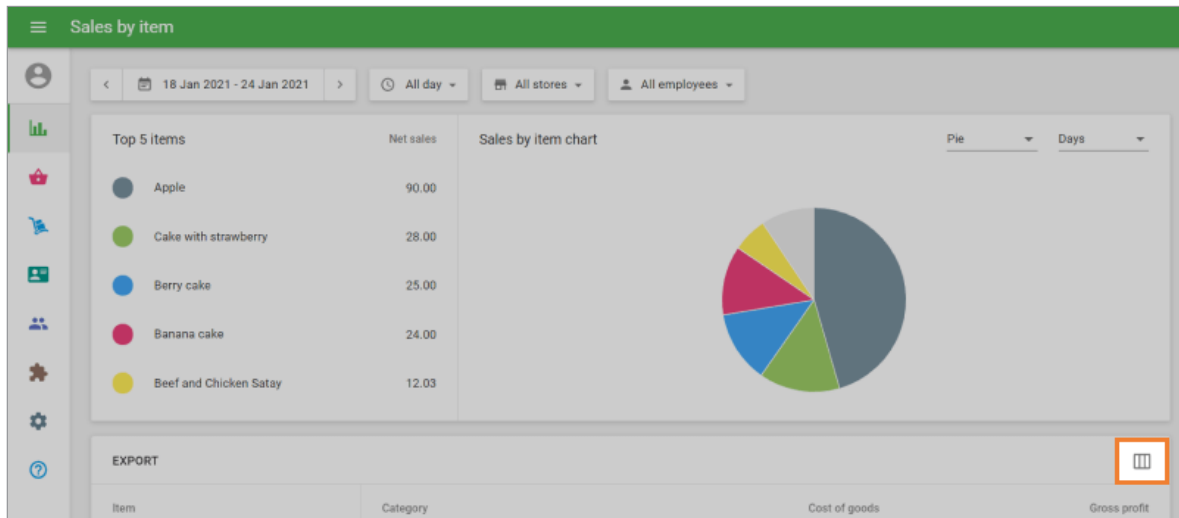 Sales by item
18 Jan 2021 - 24 Jan 2021
All day
All stores
All employees
Top 5 items Net sales
Apple 90.00
Cake with strawberry 28.00
Berry cake 25.00
Banana cake 24.00
Beef and Chicken Satay 12.03
Sales by item chart Pie Days
EXPORT
Item Category Cost of goods Gross profit